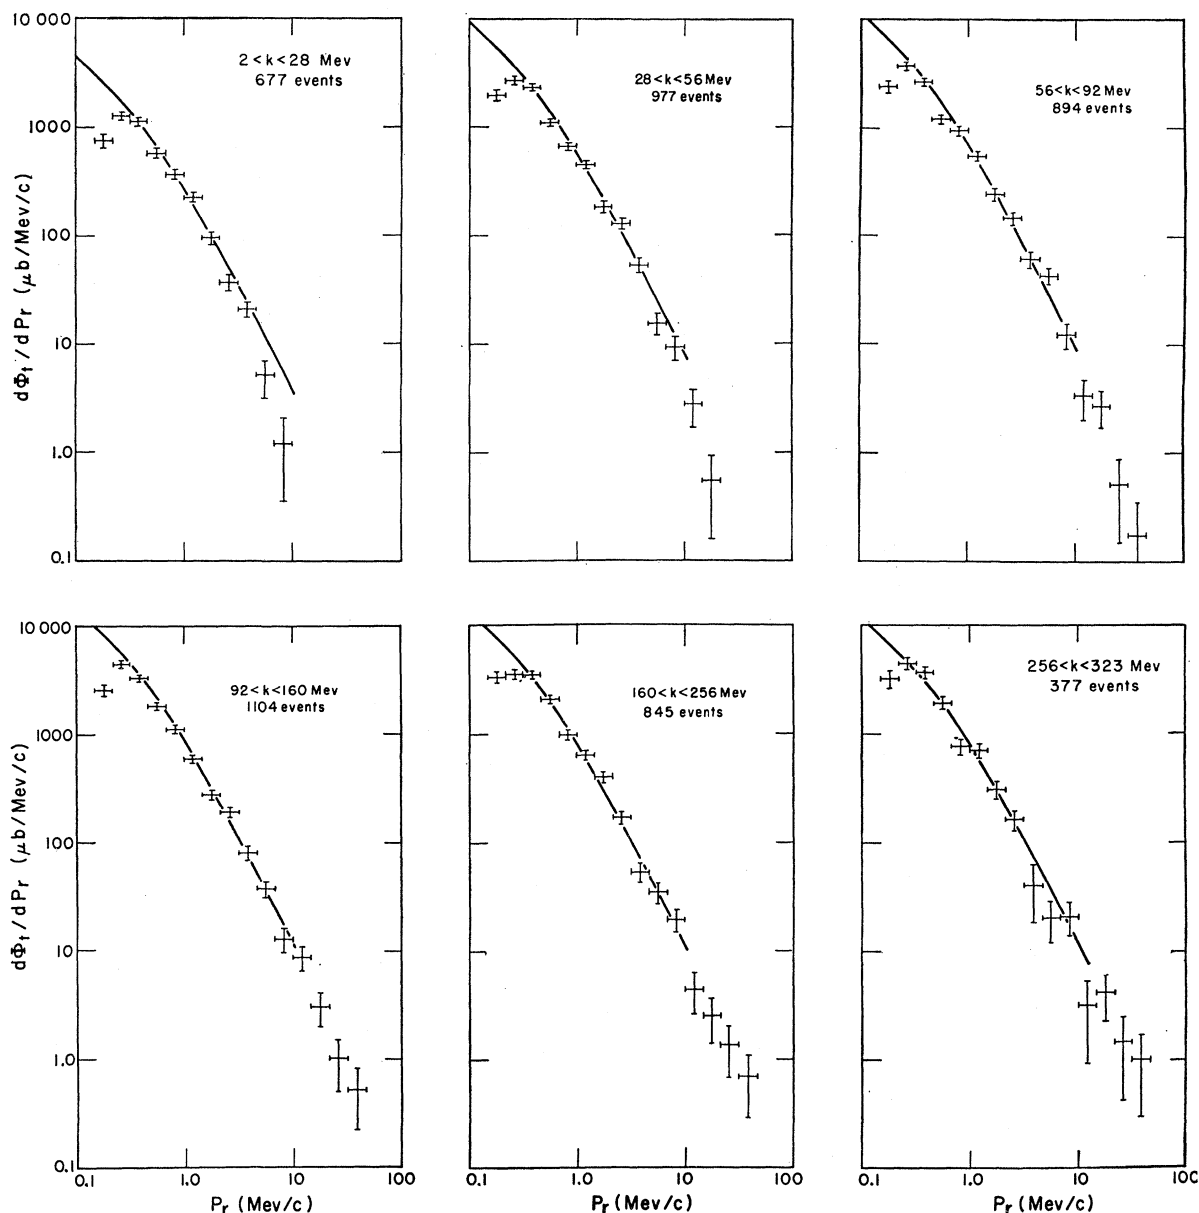 10 000
1000
100
10
1.0
0.1
dΦt/dPr (μb/Mev/c)
2<k<28 Mev
677 events
28<k<56 Mev
977 events
56<k<92 Mev
894 events
10 000
1000
100
10
1.0
0.1
dΦt/dPr (μb/Mev/c)
92<k<160 Mev
1104 events
160<k<256 Mev
845 events
256<k<323 Mev
377 events
0.1 1.0 10 100
0.1 1.0 10 100
0.1 1.0 10 100
Pr (Mev/c)
Pr (Mev/c)
Pr (Mev/c)